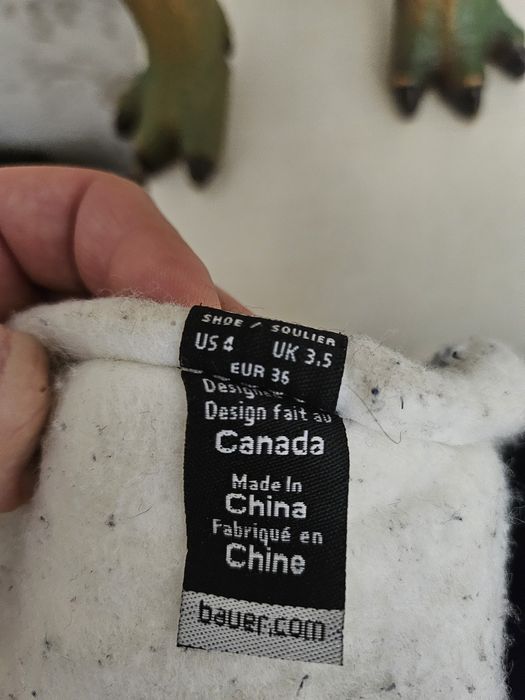 SHOE / SOULIER
US 4 UK 3.5
EUR 36
Design fait au
Canada
Made In
China
Fabriqué en
Chine
bauer.com